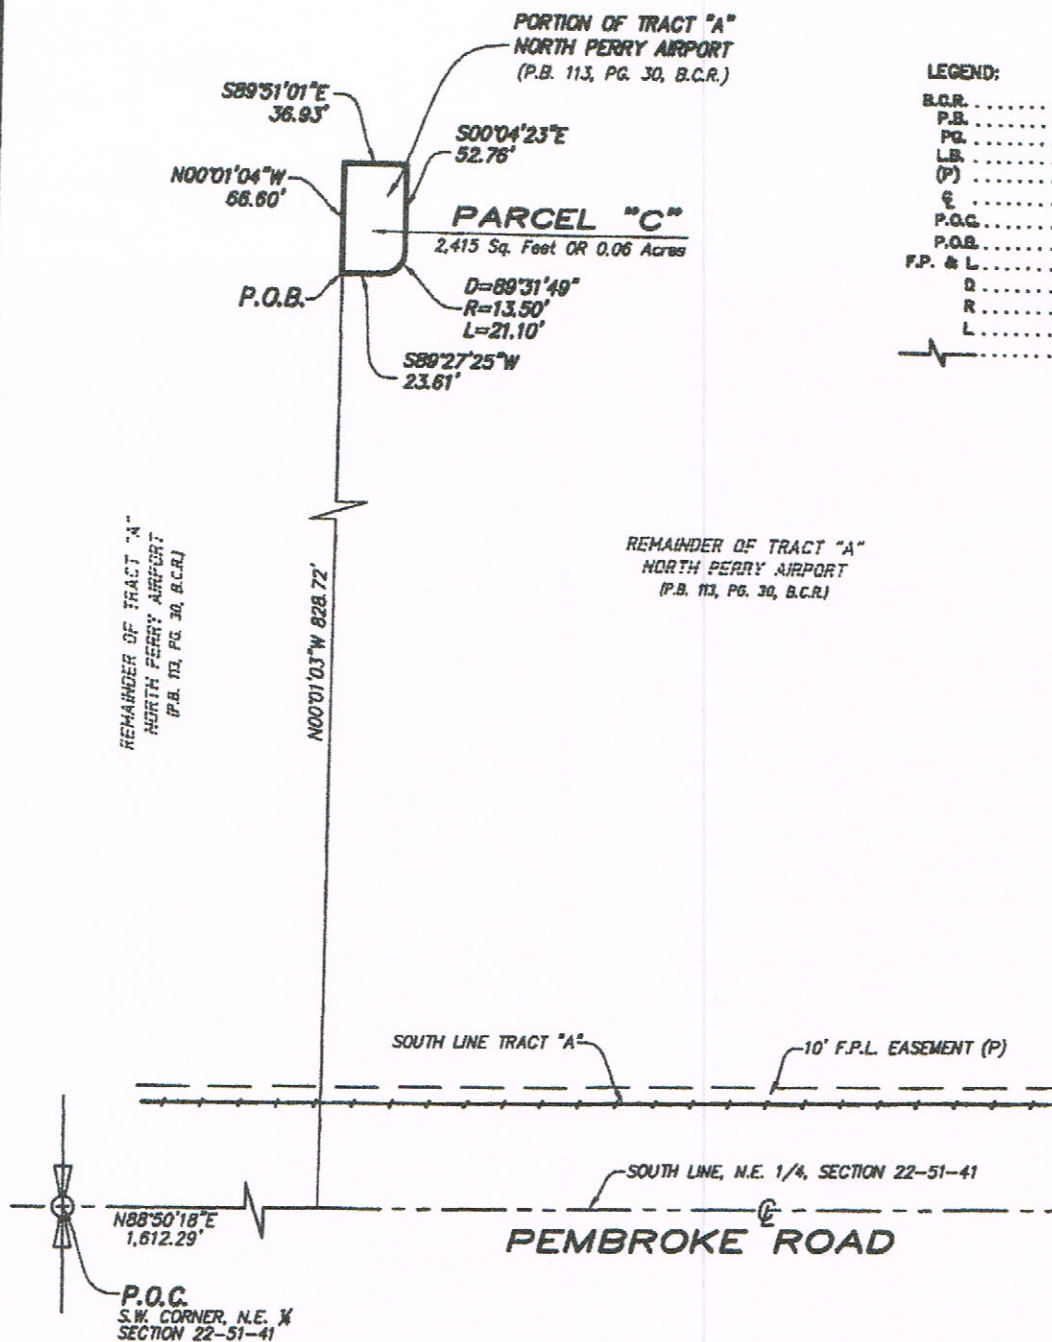 PORTION OF TRACT "A"
NORTH PERRY AIRPORT
(P.B. 113, PG. 30, B.C.R.)
LEGEND:
B.C.R. ........
P.B. ........
PG. ........
L.B. ........
(P) ........
℄ ........
P.O.C. ........
P.O.B. ........
F.P. & L. ........
D ........
R ........
L ........
S89°51'01"E
36.93'
S00°04'23"E
52.76'
N00°01'04"W
66.60'
PARCEL "C"
2,415 Sq. Feet OR 0.06 Acres
P.O.B.
D=89°31'49"
R=13.50'
L=21.10'
S89°27'25"W
23.61'
REMAINDER OF TRACT "A"
NORTH PERRY AIRPORT
(P.B. 113, PG. 30, B.C.R.)
N00°01'03"W 828.72'
REMAINDER OF TRACT "A"
NORTH PERRY AIRPORT
(P.B. 113, PG. 30, B.C.R.)
SOUTH LINE TRACT "A"
10' F.P.L. EASEMENT (P)
SOUTH LINE, N.E. 1/4, SECTION 22-51-41
N88°50'18"E
1,612.29'
℄
PEMBROKE ROAD
P.O.C.
S.W. CORNER, N.E. ¼
SECTION 22-51-41